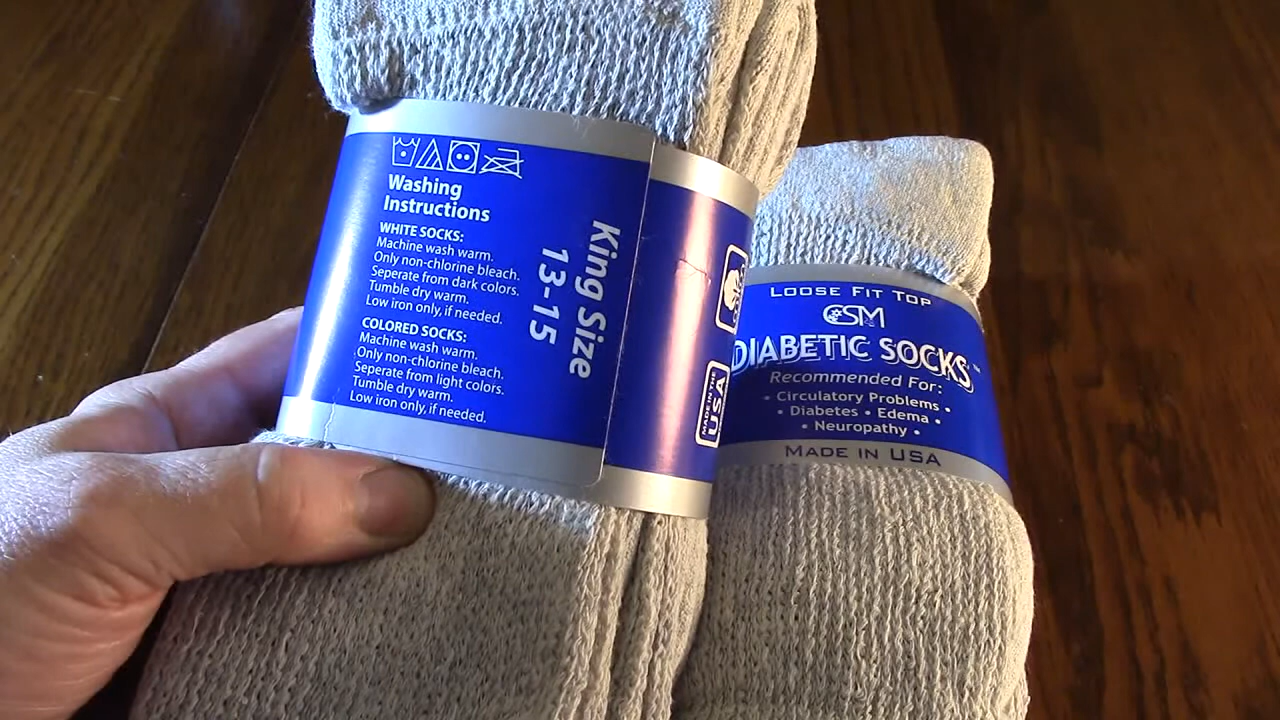 Washing
Instructions
WHITE SOCKS:
Machine wash warm.
Only non-chlorine bleach.
Seperate from dark colors.
Tumble dry warm.
Low iron only, if needed.
COLORED SOCKS:
Machine wash warm.
Only non-chlorine bleach.
Seperate from light colors.
Tumble dry warm.
Low iron only, if needed.
King Size
13-15
MADE IN THE
USA
LOOSE FIT TOP
CSM
DIABETIC SOCKS™
Recommended For:
• Circulatory Problems •
• Diabetes • Edema •
• Neuropathy •
MADE IN USA